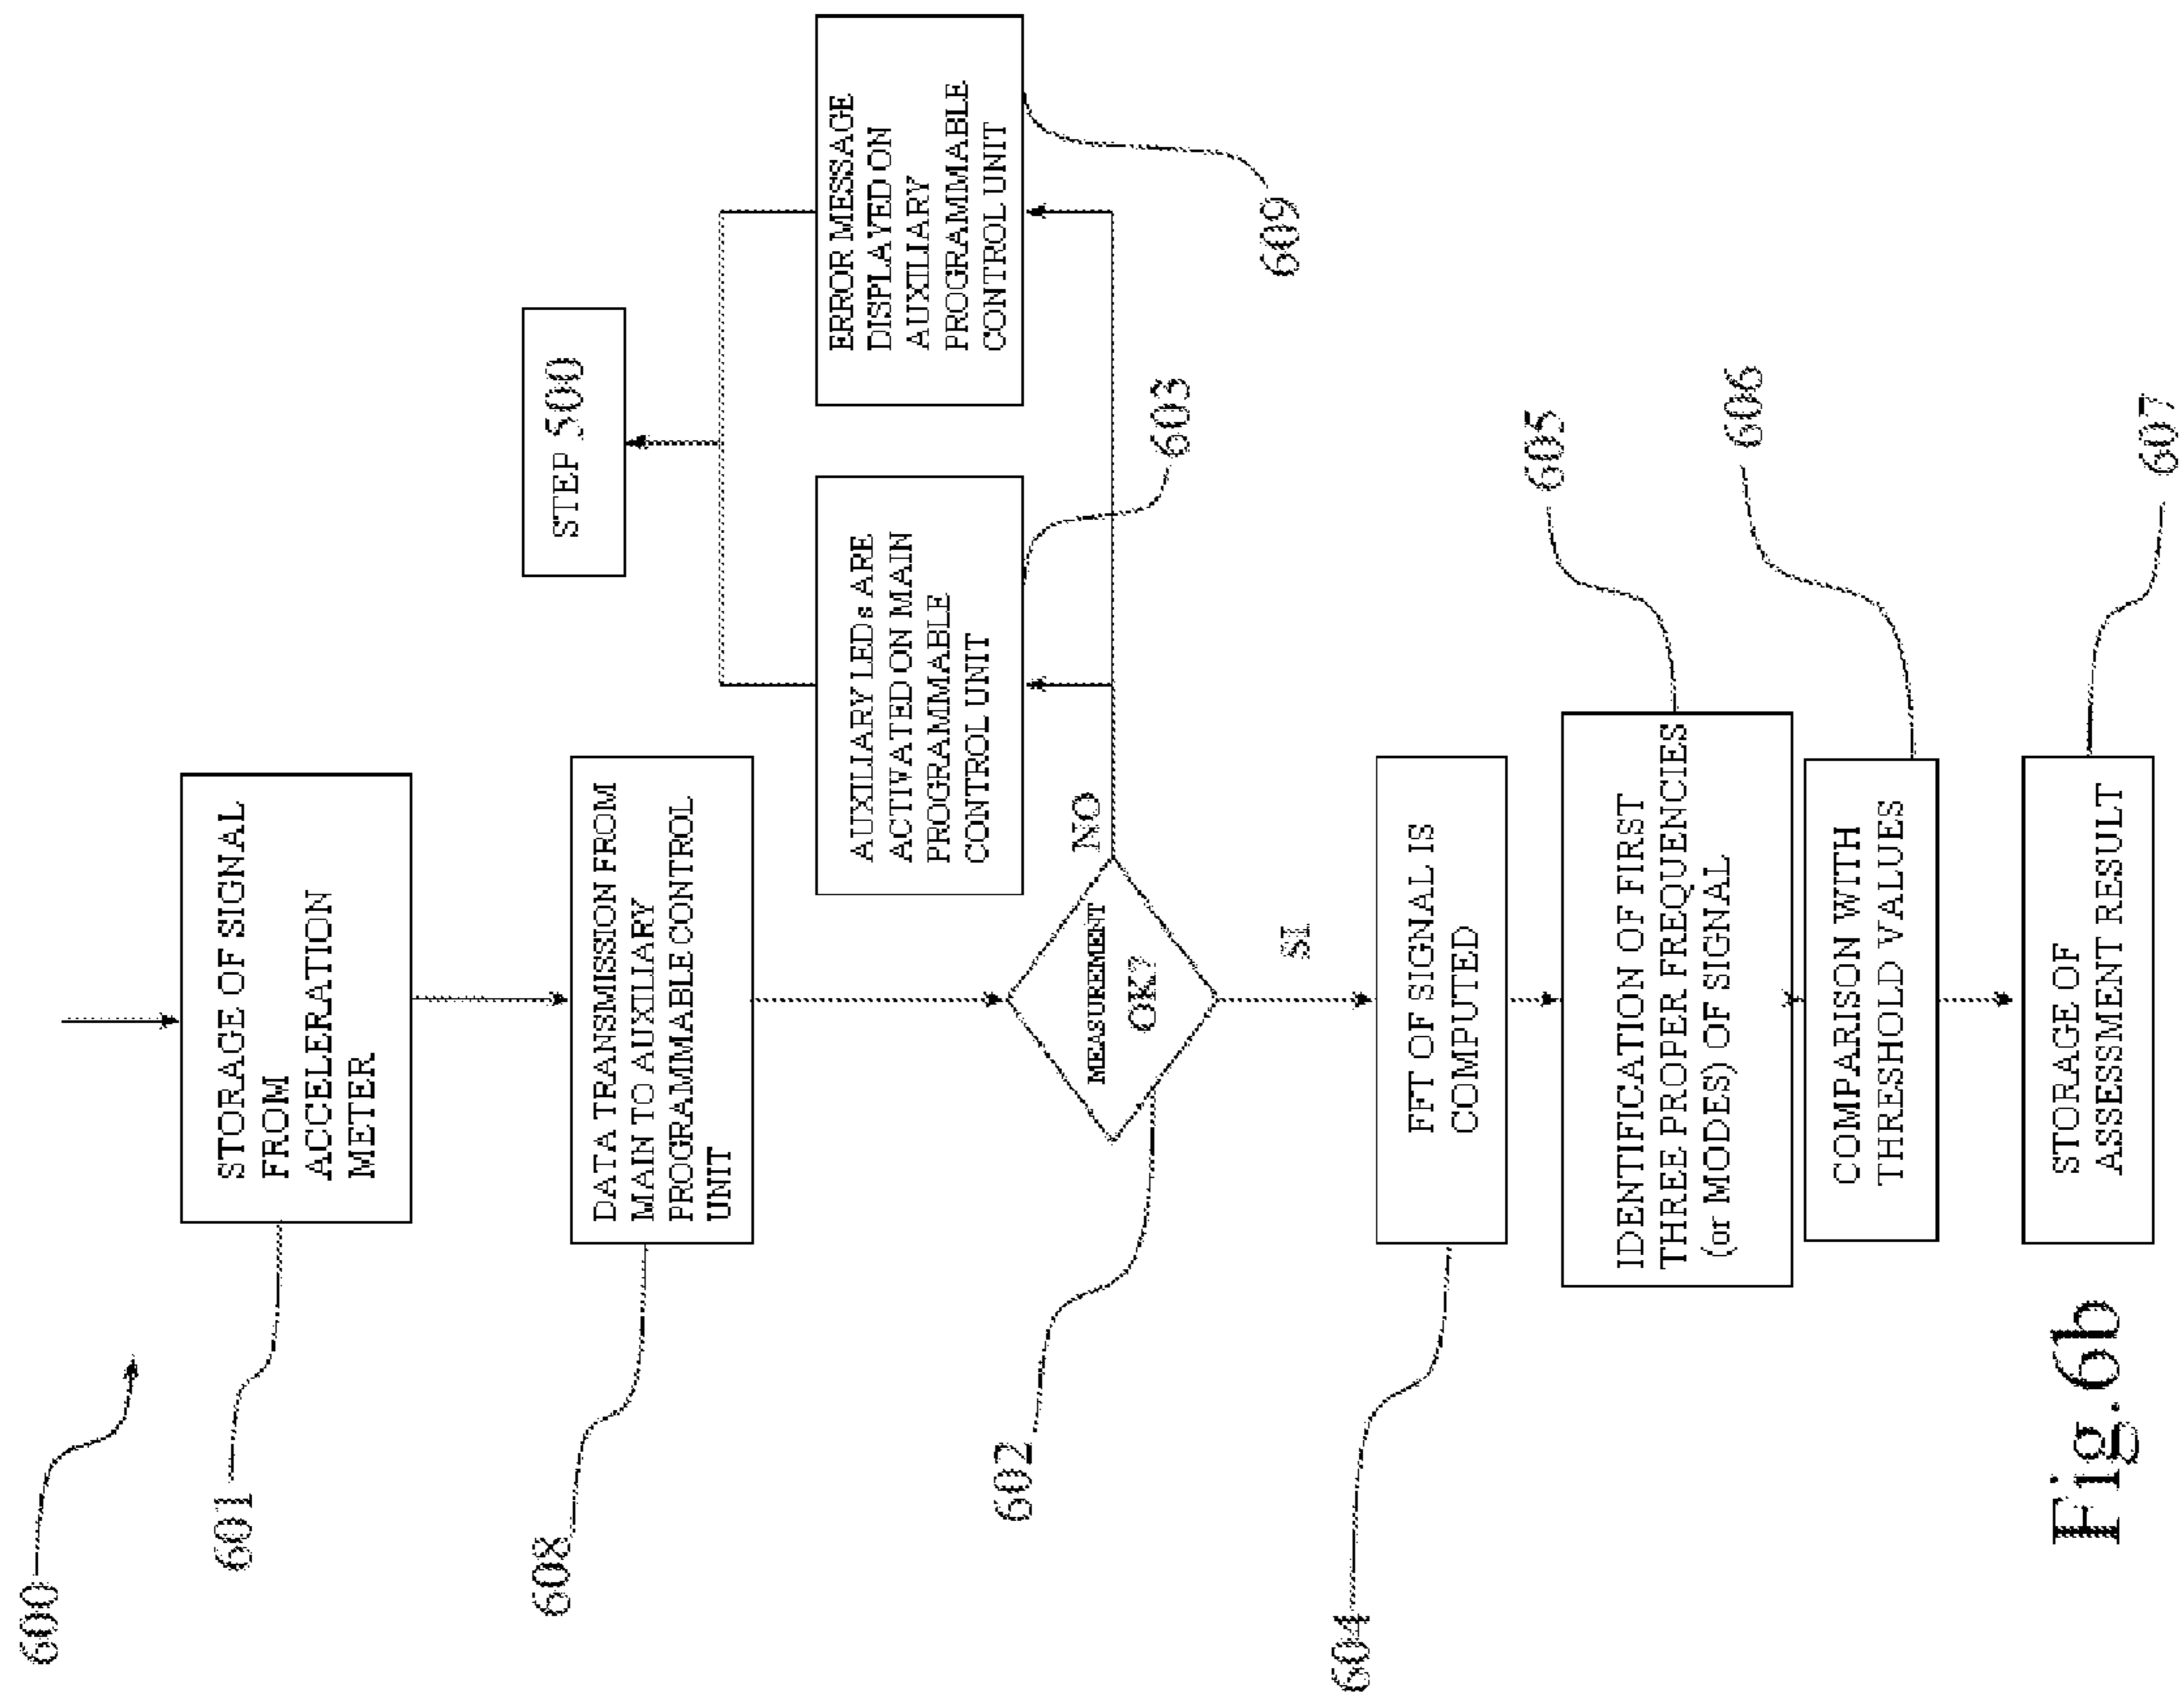 600
601
STORAGE OF SIGNAL
FROM
ACCELERATION
METER
608
DATA TRANSMISSION FROM
MAIN TO AUXILIARY
PROGRAMMABLE CONTROL
UNIT
STEP 500
AUXILIARY LEDs ARE
ACTIVATED ON MAIN
PROGRAMMABLE
CONTROL UNIT
603
ERROR MESSAGE
DISPLAYED ON
AUXILIARY
PROGRAMMABLE
CONTROL UNIT
609
602
MEASUREMENT
OK?
NO
SI
604
FFT OF SIGNAL IS
COMPUTED
605
IDENTIFICATION OF FIRST
THREE PROPER FREQUENCIES
(or MODES) OF SIGNAL
606
COMPARISON WITH
THRESHOLD VALUES
607
STORAGE OF
ASSESSMENT RESULT
Fig.6b